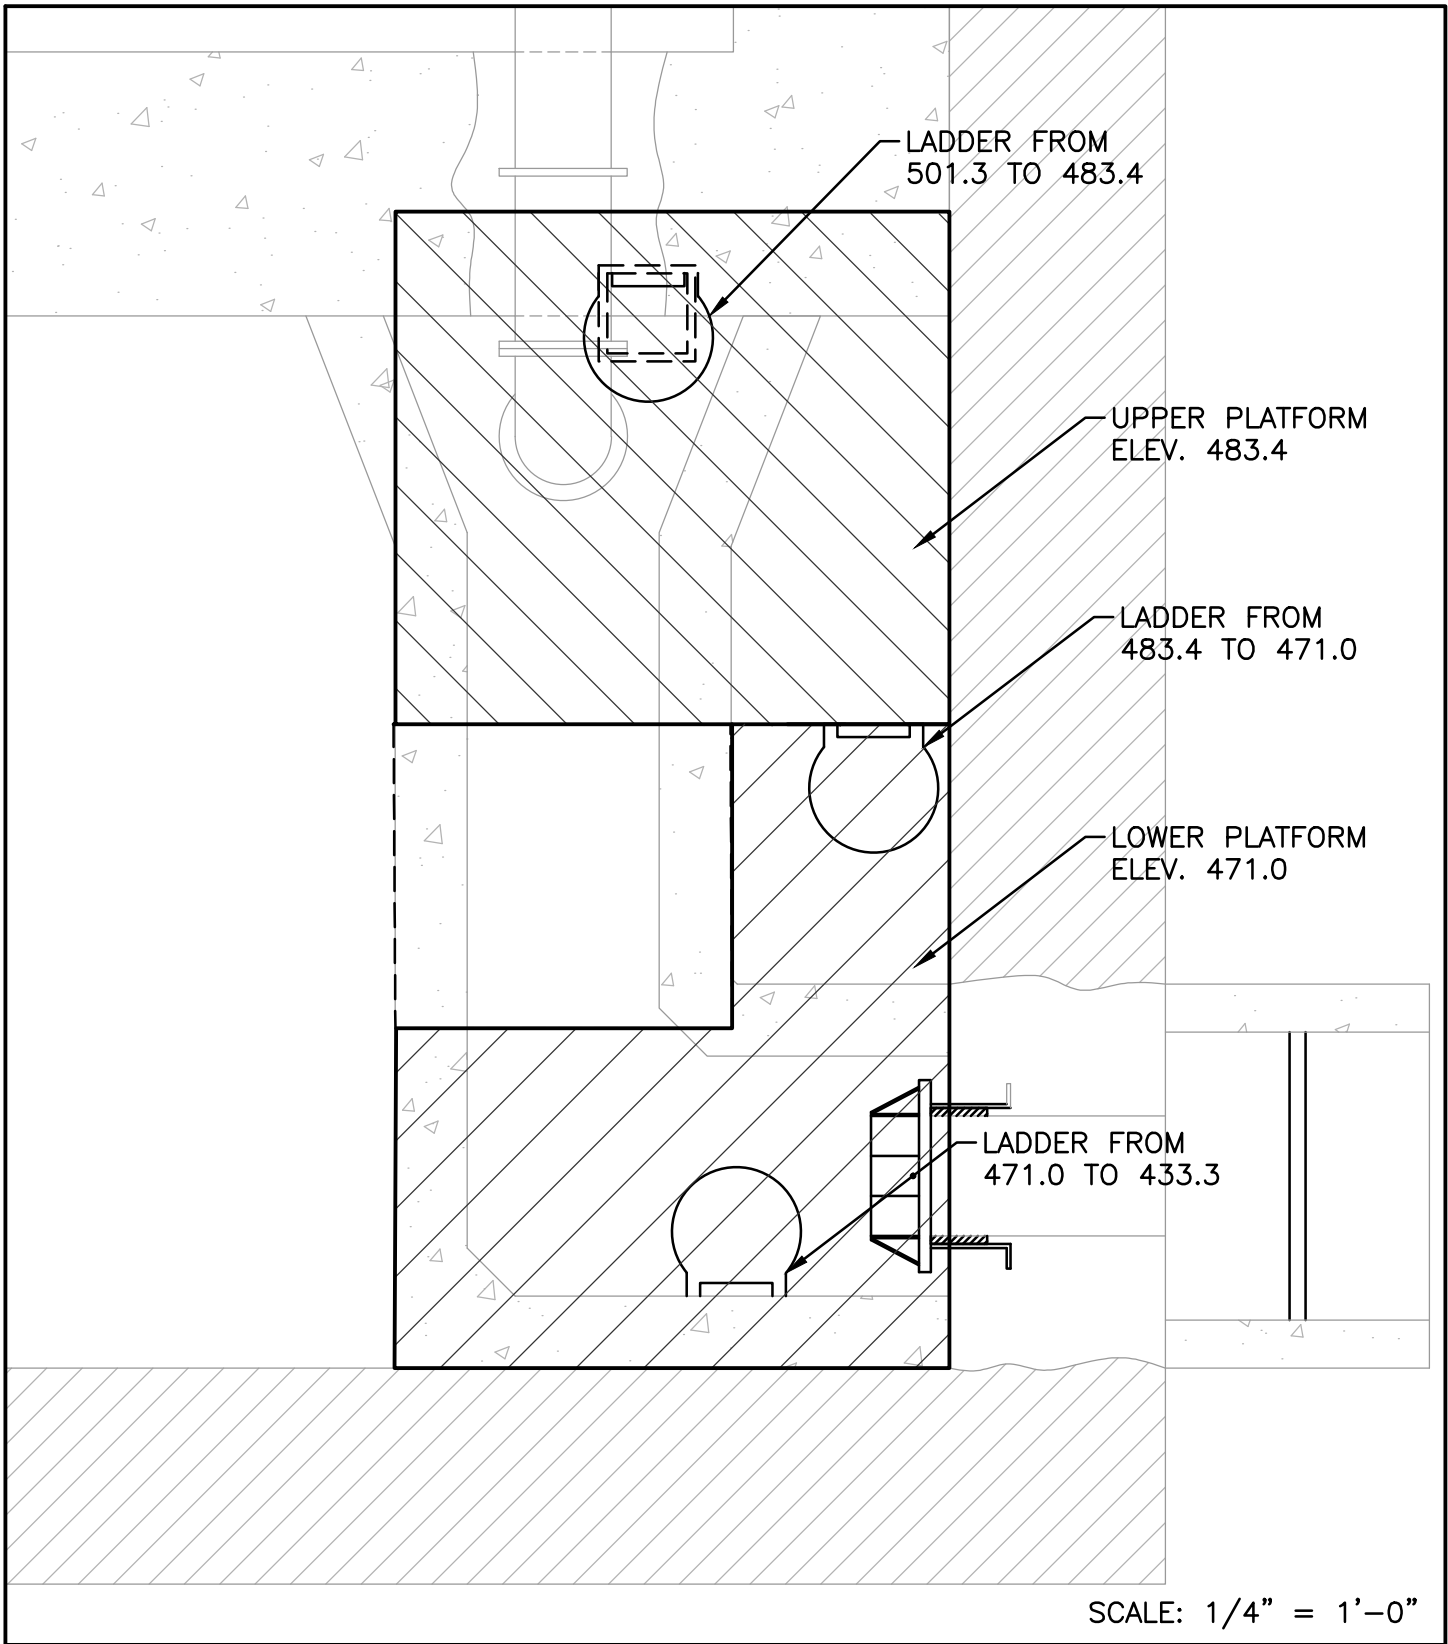 LADDER FROM
501.3 TO 483.4
UPPER PLATFORM
ELEV. 483.4
LADDER FROM
483.4 TO 471.0
LOWER PLATFORM
ELEV. 471.0
LADDER FROM
471.0 TO 433.3
SCALE: 1/4” = 1’-0”